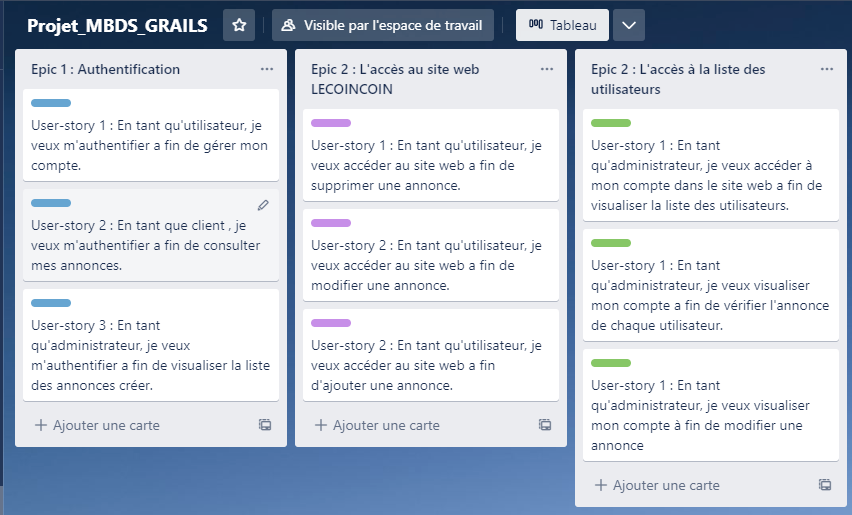 Projet_MBDS_GRAILS
Visible par l'espace de travail
Tableau
Epic 1 : Authentification
User-story 1 : En tant qu'utilisateur, je
veux m'authentifier a fin de gérer mon
compte.
User-story 2 : En tant que client , je
veux m'authentifier a fin de consulter
mes annonces.
User-story 3 : En tant
qu'administrateur, je veux
m'authentifier a fin de visualiser la liste
des annonces créer.
Ajouter une carte
Epic 2 : L'accès au site web
LECOINCOIN
User-story 1 : En tant qu'utilisateur, je
veux accéder au site web a fin de
supprimer une annonce.
User-story 2 : En tant qu'utilisateur, je
veux accéder au site web a fin de
modifier une annonce.
User-story 2 : En tant qu'utilisateur, je
veux accéder au site web a fin
d'ajouter une annonce.
Ajouter une carte
Epic 2 : L'accès à la liste des
utilisateurs
User-story 1 : En tant
qu'administrateur, je veux accéder à
mon compte dans le site web a fin de
visualiser la liste des utilisateurs.
User-story 1 : En tant
qu'administrateur, je veux visualiser
mon compte a fin de vérifier l'annonce
de chaque utilisateur.
User-story 1 : En tant
qu'administrateur, je veux visualiser
mon compte à fin de modifier une
annonce
Ajouter une carte